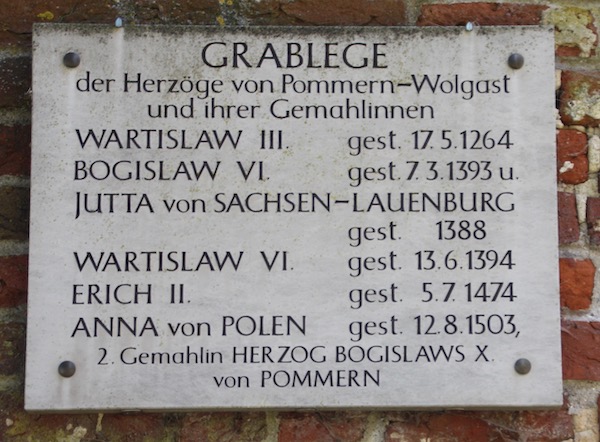 GRABLEGE
der Herzöge von Pommern-Wolgast
und ihrer Gemahlinnen
WARTISLAW III. gest. 17.5.1264
BOGISLAW VI. gest. 7.3.1393 u.
JUTTA von SACHSEN-LAUENBURG
gest. 1388
WARTISLAW VI. gest. 13.6.1394
ERICH II. gest. 5.7.1474
ANNA von POLEN gest. 12.8.1503,
2. Gemahlin HERZOG BOGISLAWS X.
von POMMERN